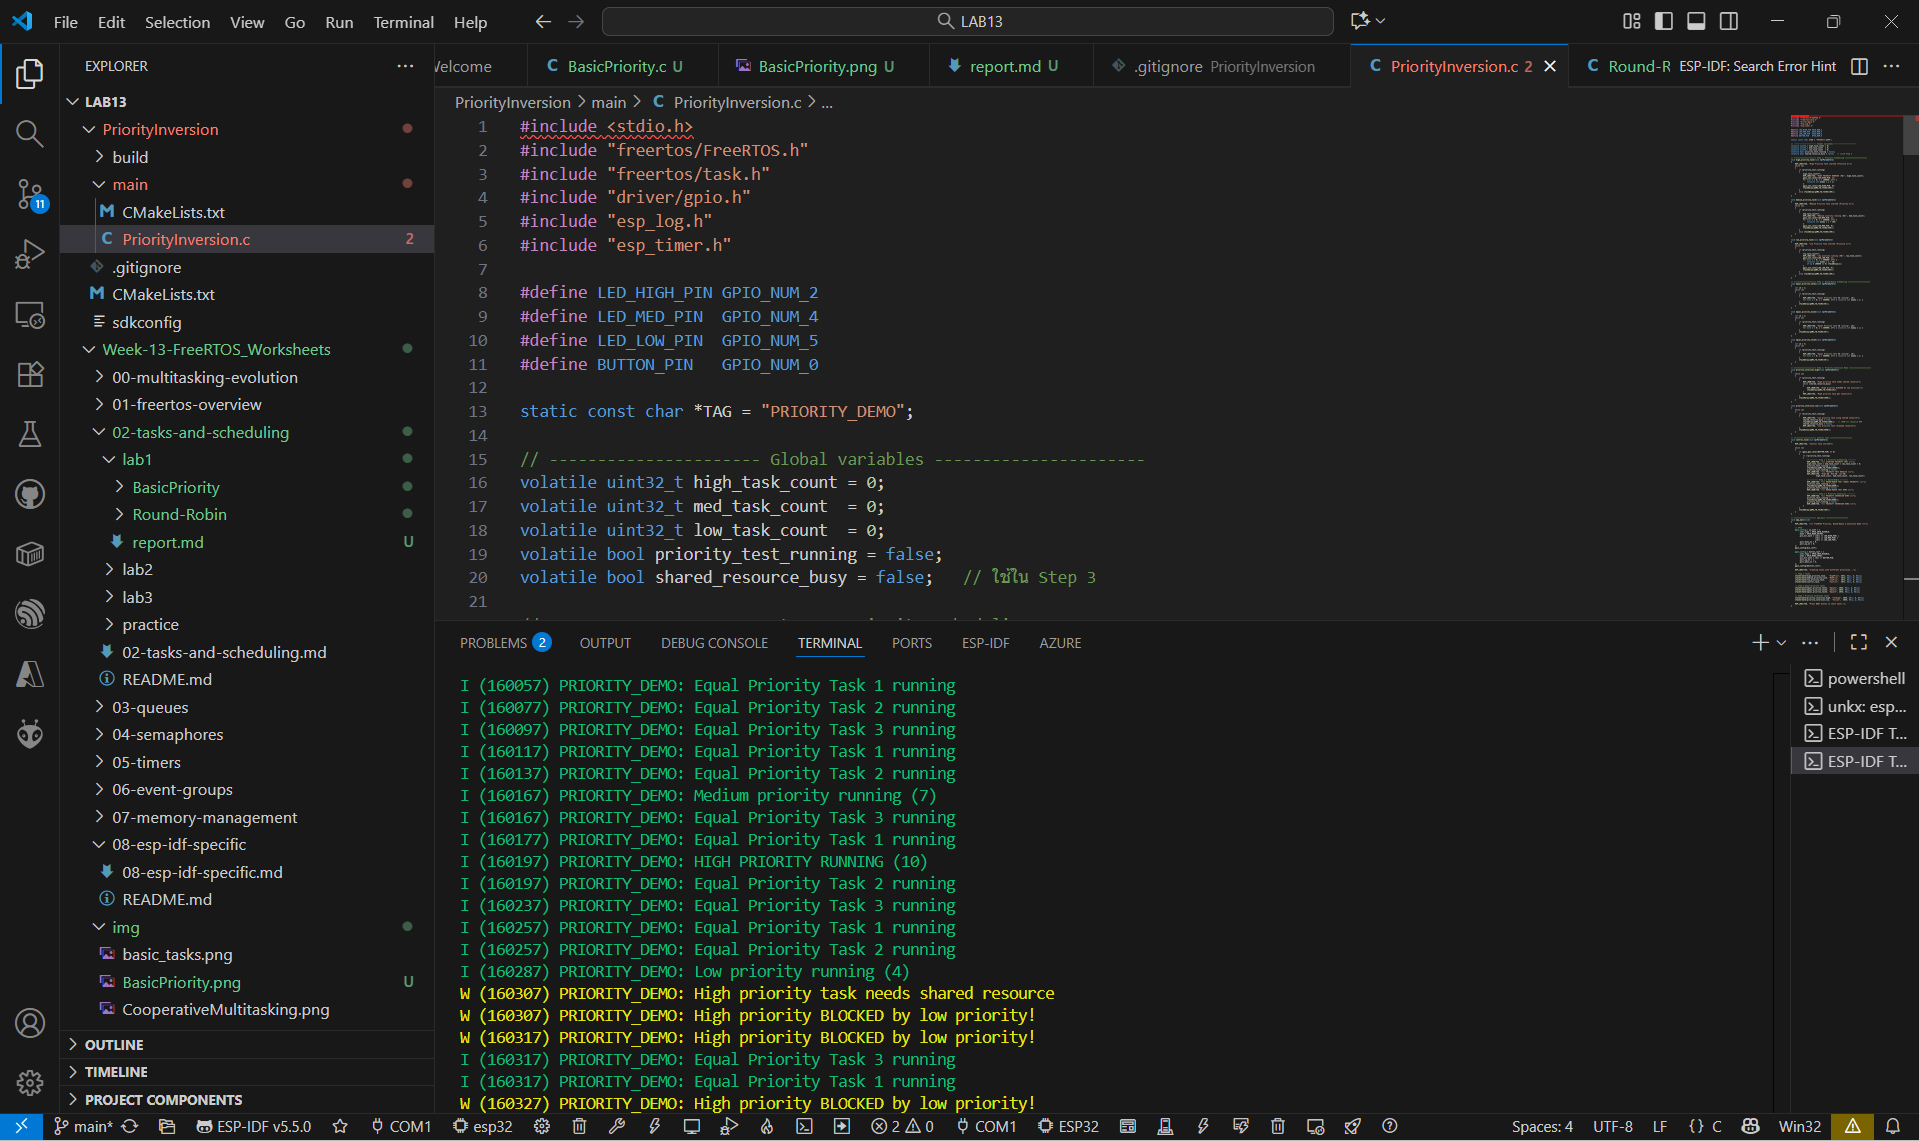 File Edit Selection View Go Run Terminal Help
LAB13
EXPLORER
LAB13
PriorityInversion
build
main
CMakeLists.txt
PriorityInversion.c 2
.gitignore
CMakeLists.txt
sdkconfig
Week-13-FreeRTOS_Worksheets
00-multitasking-evolution
01-freertos-overview
02-tasks-and-scheduling
lab1
BasicPriority
Round-Robin
report.md U
lab2
lab3
practice
02-tasks-and-scheduling.md
README.md
03-queues
04-semaphores
05-timers
06-event-groups
07-memory-management
08-esp-idf-specific
08-esp-idf-specific.md
README.md
img
basic_tasks.png
BasicPriority.png U
CooperativeMultitasking.png
OUTLINE
TIMELINE
PROJECT COMPONENTS
11
Welcome BasicPriority.c U BasicPriority.png U report.md U .gitignore PriorityInversion PriorityInversion.c 2 Round-R ESP-IDF: Search Error Hint
PriorityInversion > main > C PriorityInversion.c > ...
1 #include <stdio.h>
2 #include "freertos/FreeRTOS.h"
3 #include "freertos/task.h"
4 #include "driver/gpio.h"
5 #include "esp_log.h"
6 #include "esp_timer.h"
7
8 #define LED_HIGH_PIN GPIO_NUM_2
9 #define LED_MED_PIN  GPIO_NUM_4
10 #define LED_LOW_PIN  GPIO_NUM_5
11 #define BUTTON_PIN   GPIO_NUM_0
12
13 static const char *TAG = "PRIORITY_DEMO";
14
15 // ---------------------- Global variables ----------------------
16 volatile uint32_t high_task_count = 0;
17 volatile uint32_t med_task_count  = 0;
18 volatile uint32_t low_task_count  = 0;
19 volatile bool priority_test_running = false;
20 volatile bool shared_resource_busy = false;   // ใช้ใน Step 3
21
PROBLEMS 2 OUTPUT DEBUG CONSOLE TERMINAL PORTS ESP-IDF AZURE
I (160057) PRIORITY_DEMO: Equal Priority Task 1 running
I (160077) PRIORITY_DEMO: Equal Priority Task 2 running
I (160097) PRIORITY_DEMO: Equal Priority Task 3 running
I (160117) PRIORITY_DEMO: Equal Priority Task 1 running
I (160137) PRIORITY_DEMO: Equal Priority Task 2 running
I (160167) PRIORITY_DEMO: Medium priority running (7)
I (160167) PRIORITY_DEMO: Equal Priority Task 3 running
I (160177) PRIORITY_DEMO: Equal Priority Task 1 running
I (160197) PRIORITY_DEMO: HIGH PRIORITY RUNNING (10)
I (160197) PRIORITY_DEMO: Equal Priority Task 2 running
I (160237) PRIORITY_DEMO: Equal Priority Task 3 running
I (160257) PRIORITY_DEMO: Equal Priority Task 1 running
I (160257) PRIORITY_DEMO: Equal Priority Task 2 running
I (160287) PRIORITY_DEMO: Low priority running (4)
W (160307) PRIORITY_DEMO: High priority task needs shared resource
W (160307) PRIORITY_DEMO: High priority BLOCKED by low priority!
W (160317) PRIORITY_DEMO: High priority BLOCKED by low priority!
I (160317) PRIORITY_DEMO: Equal Priority Task 3 running
I (160317) PRIORITY_DEMO: Equal Priority Task 1 running
W (160327) PRIORITY_DEMO: High priority BLOCKED by low priority!
powershell
unkx: esp...
ESP-IDF T...
ESP-IDF T...
main* ESP-IDF v5.5.0 COM1 esp32 2 0 COM1 ESP32 Spaces: 4 UTF-8 LF {} C Win32